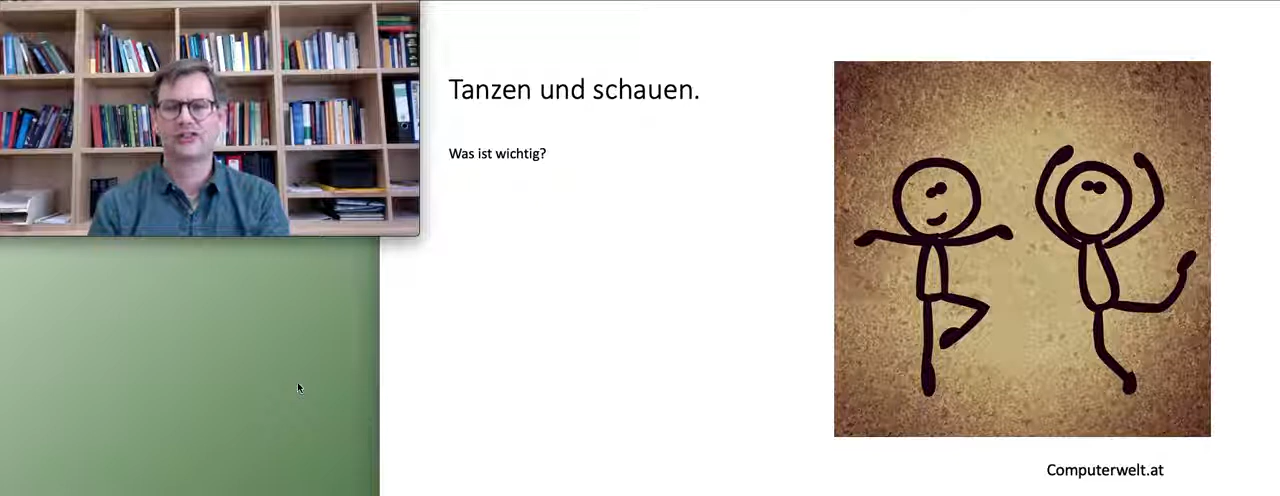 Tanzen und schauen.
Was ist wichtig?
Computerwelt.at